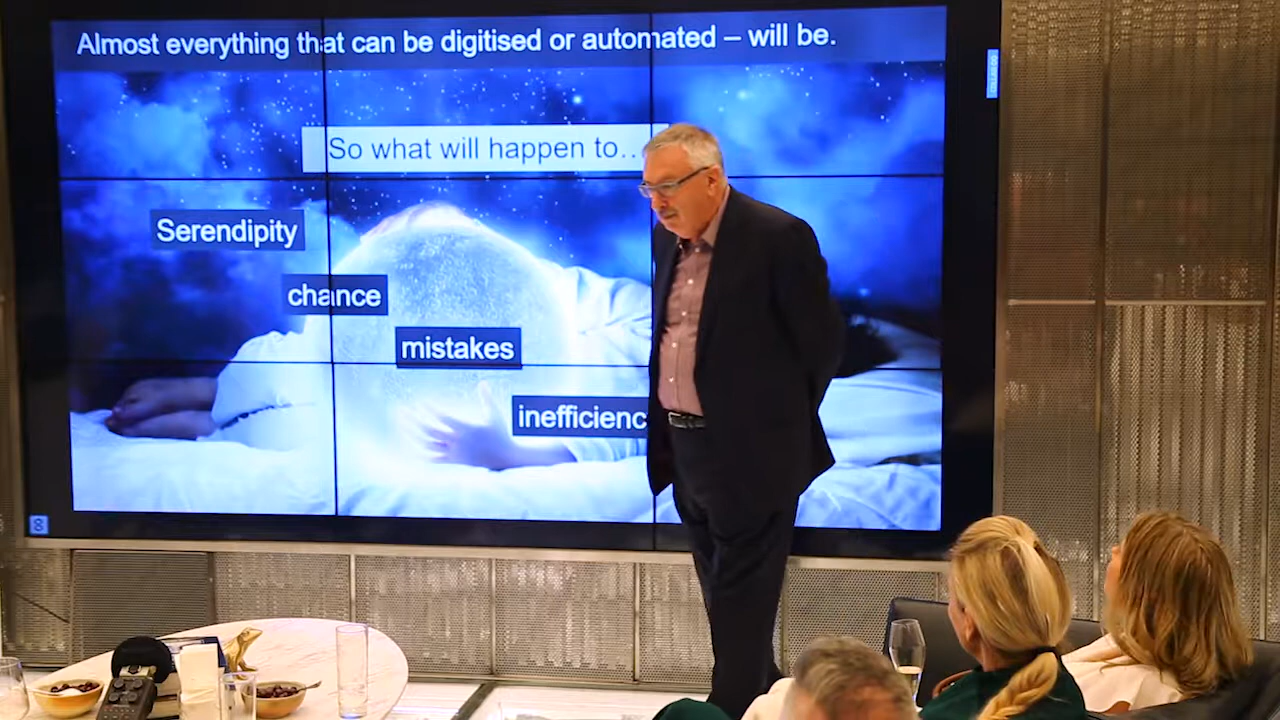 Almost everything that can be digitised or automated – will be.
So what will happen to..
Serendipity
chance
mistakes
inefficienc
8